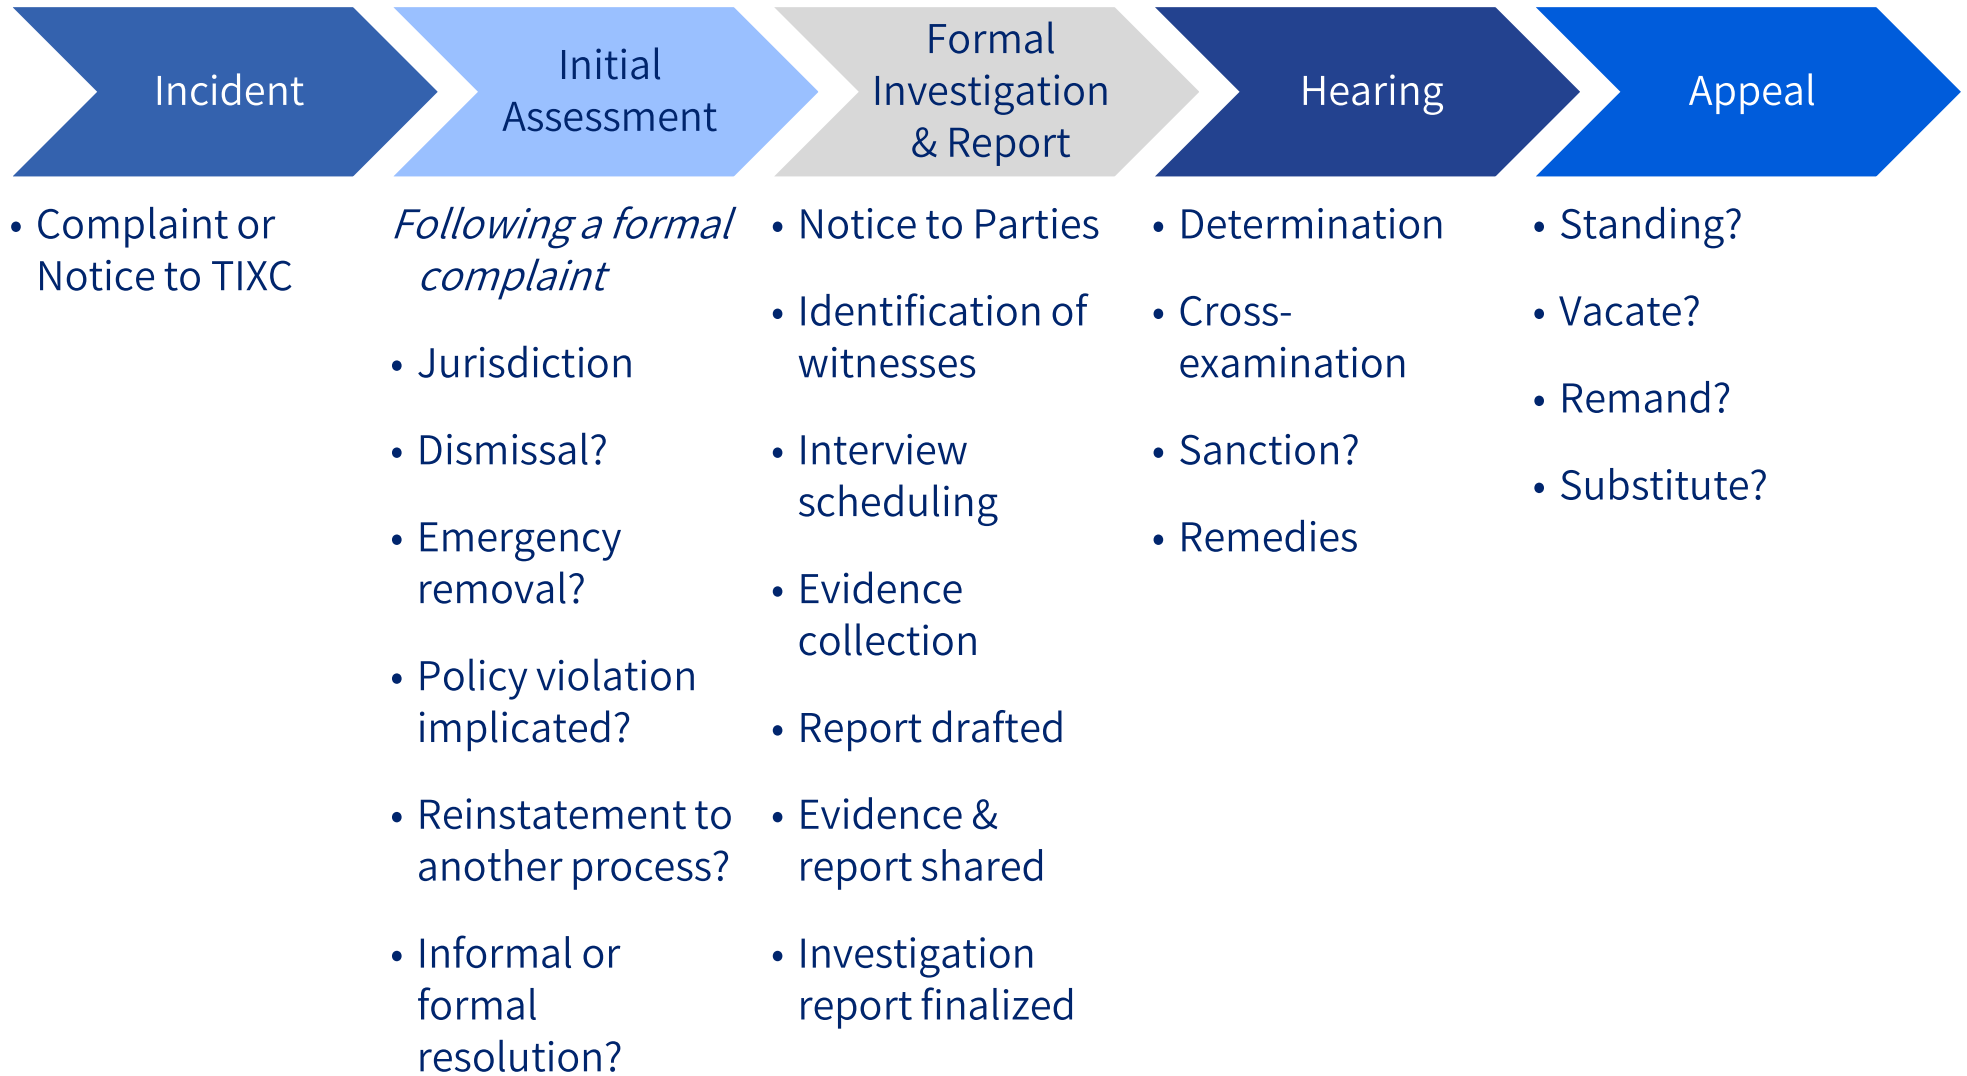 Incident
Initial
Assessment
Formal
Investigation
& Report
Hearing
Appeal
• Complaint or
Notice to TIXC
Following a formal
complaint
• Jurisdiction
• Dismissal?
• Emergency
removal?
• Policy violation
implicated?
• Reinstatement to
another process?
• Informal or
formal
resolution?
• Notice to Parties
• Identification of
witnesses
• Interview
scheduling
• Evidence
collection
• Report drafted
• Evidence &
report shared
• Investigation
report finalized
• Determination
• Cross-
examination
• Sanction?
• Remedies
• Standing?
• Vacate?
• Remand?
• Substitute?